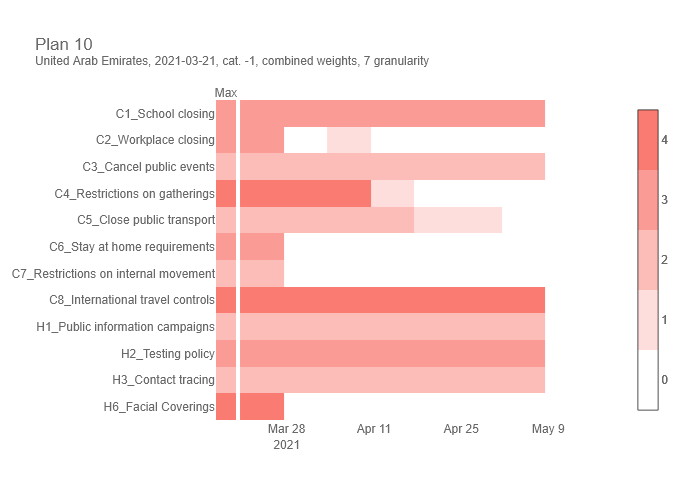 Plan 10
United Arab Emirates, 2021-03-21, cat. -1, combined weights, 7 granularity
Max
C1_School closing
C2_Workplace closing
C3_Cancel public events
C4_Restrictions on gatherings
C5_Close public transport
C6_Stay at home requirements
C7_Restrictions on internal movement
C8_International travel controls
H1_Public information campaigns
H2_Testing policy
H3_Contact tracing
H6_Facial Coverings
Mar 28 Apr 11 Apr 25 May 9
2021
4
3
2
1
0